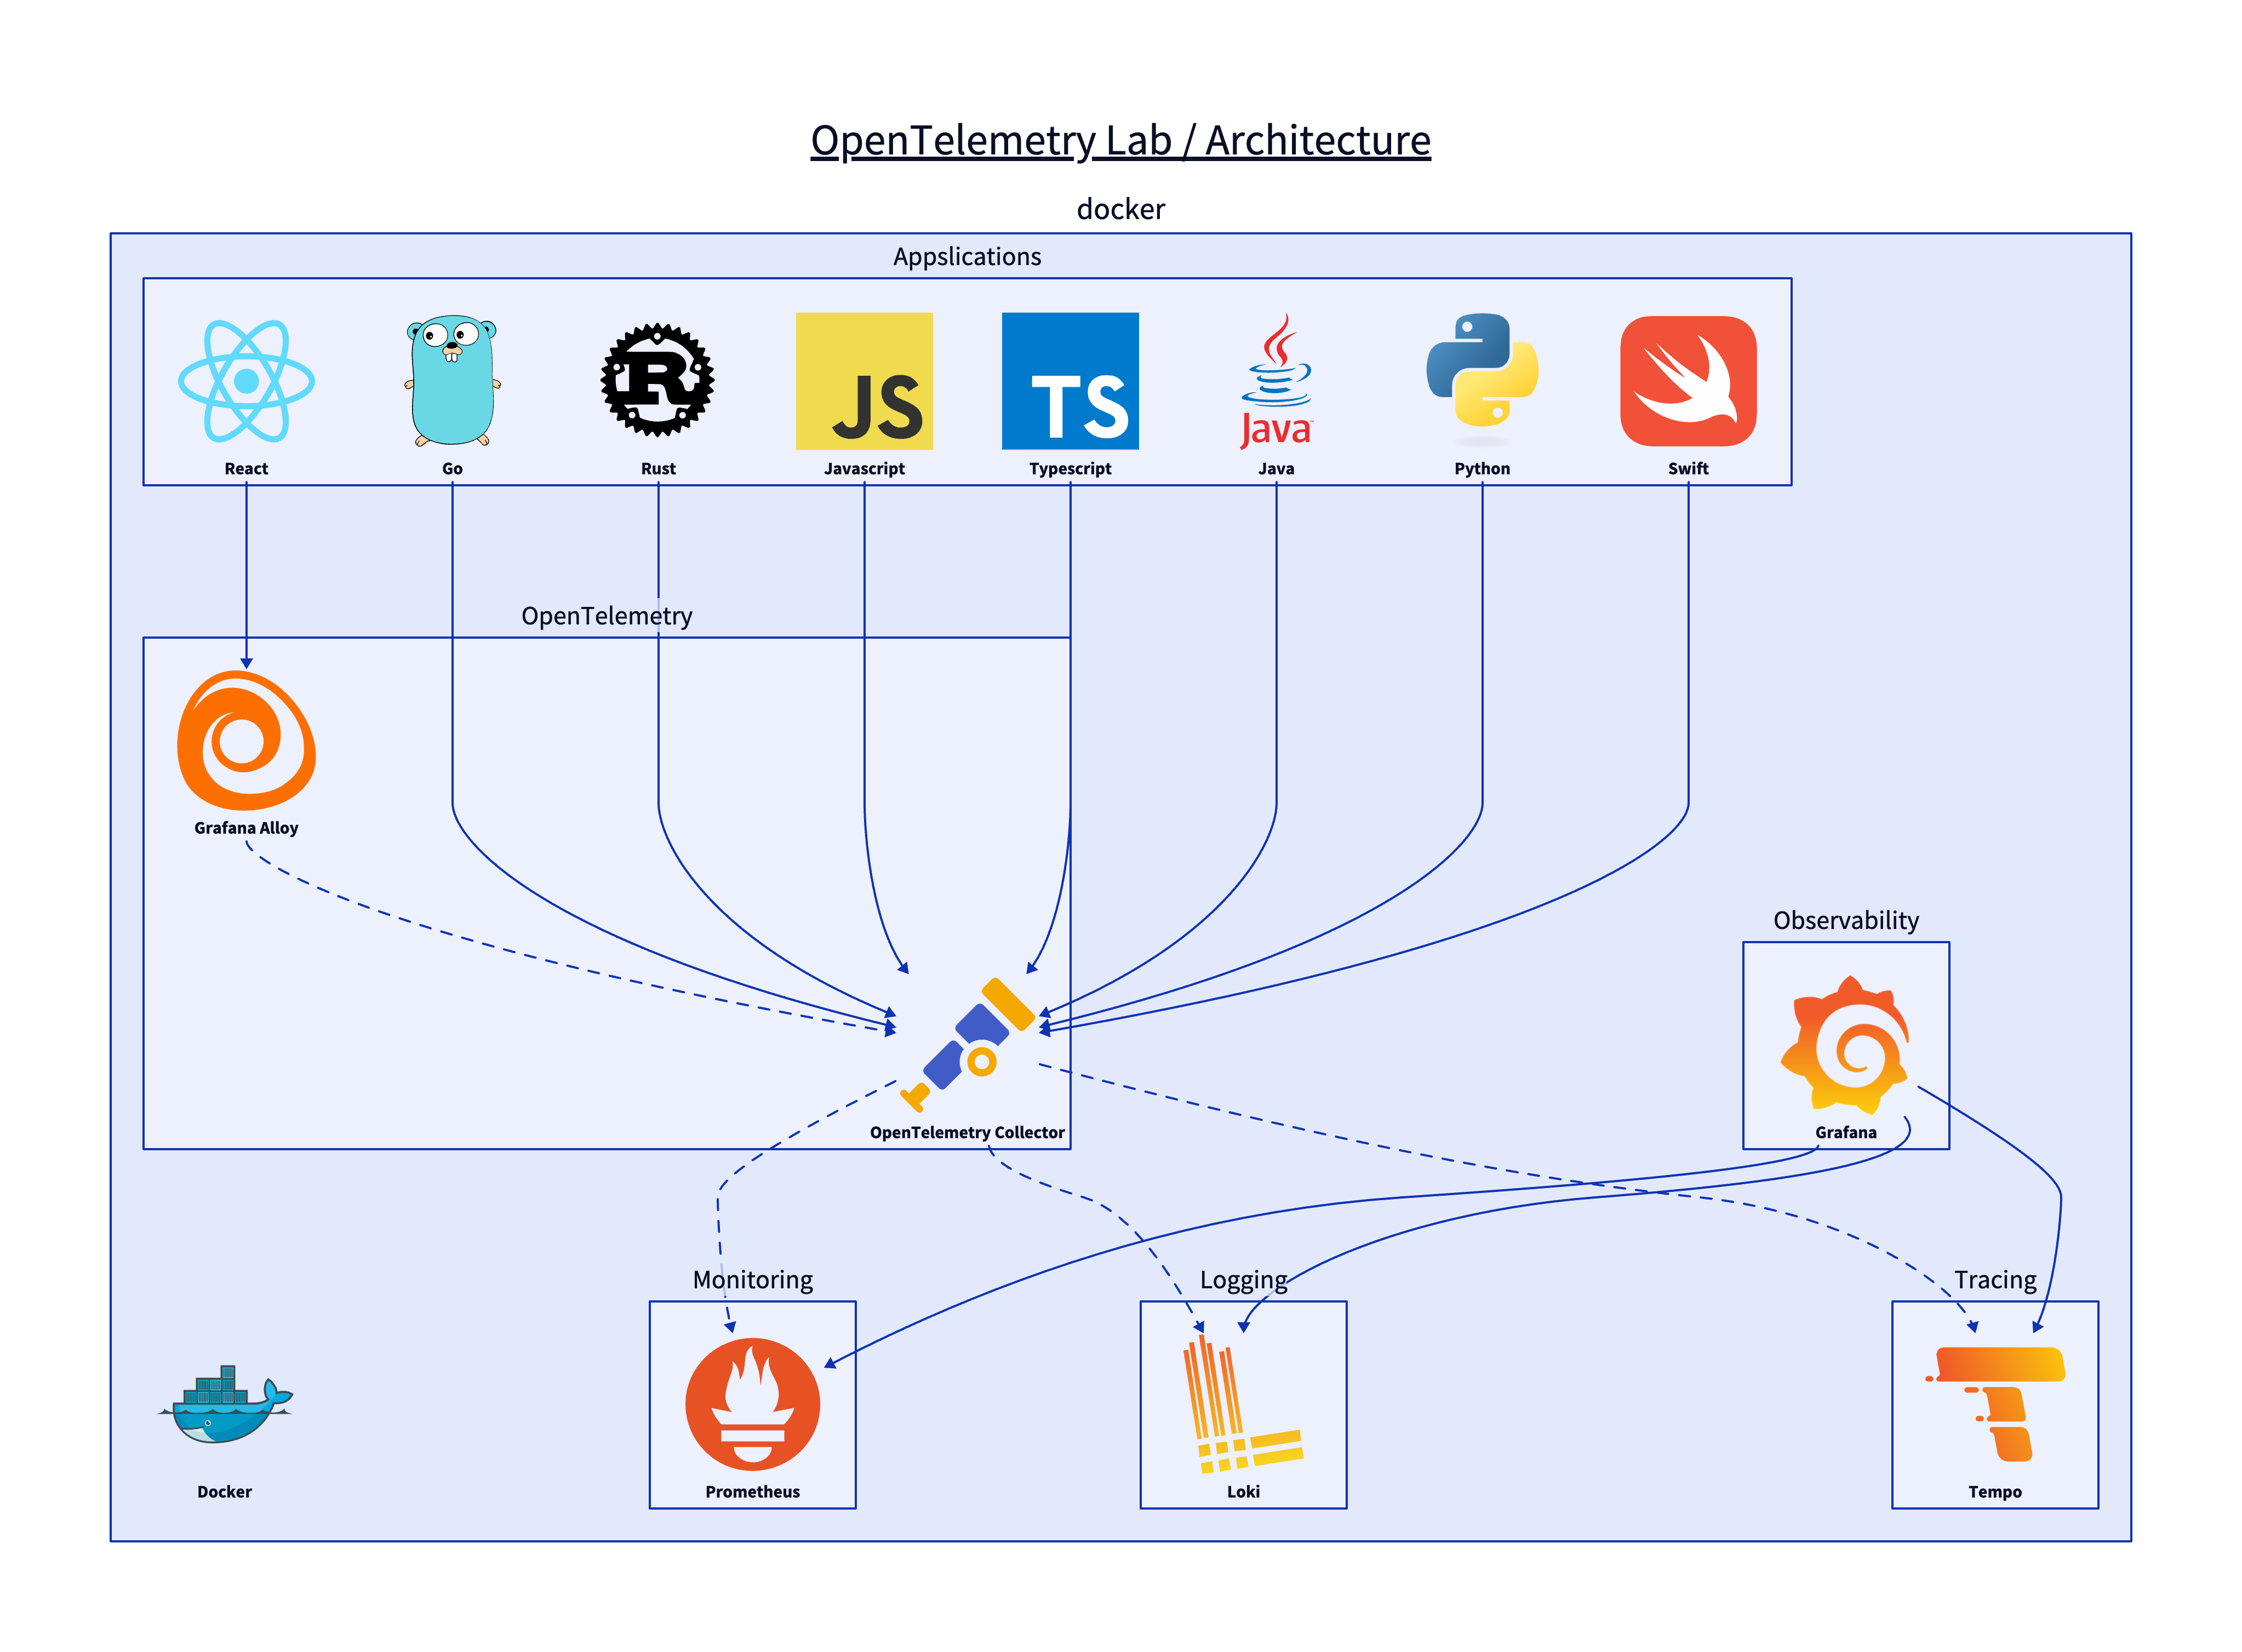 OpenTelemetry Lab / Architecture
docker
Appslications
JS
TS
Java
React
Go
Rust
Javascript
Typescript
Java
Python
Swift
OpenTelemetry
Grafana Alloy
Observability
OpenTelemetry Collector
Grafana
Monitoring
Logging
Tracing
Docker
Prometheus
Loki
Tempo